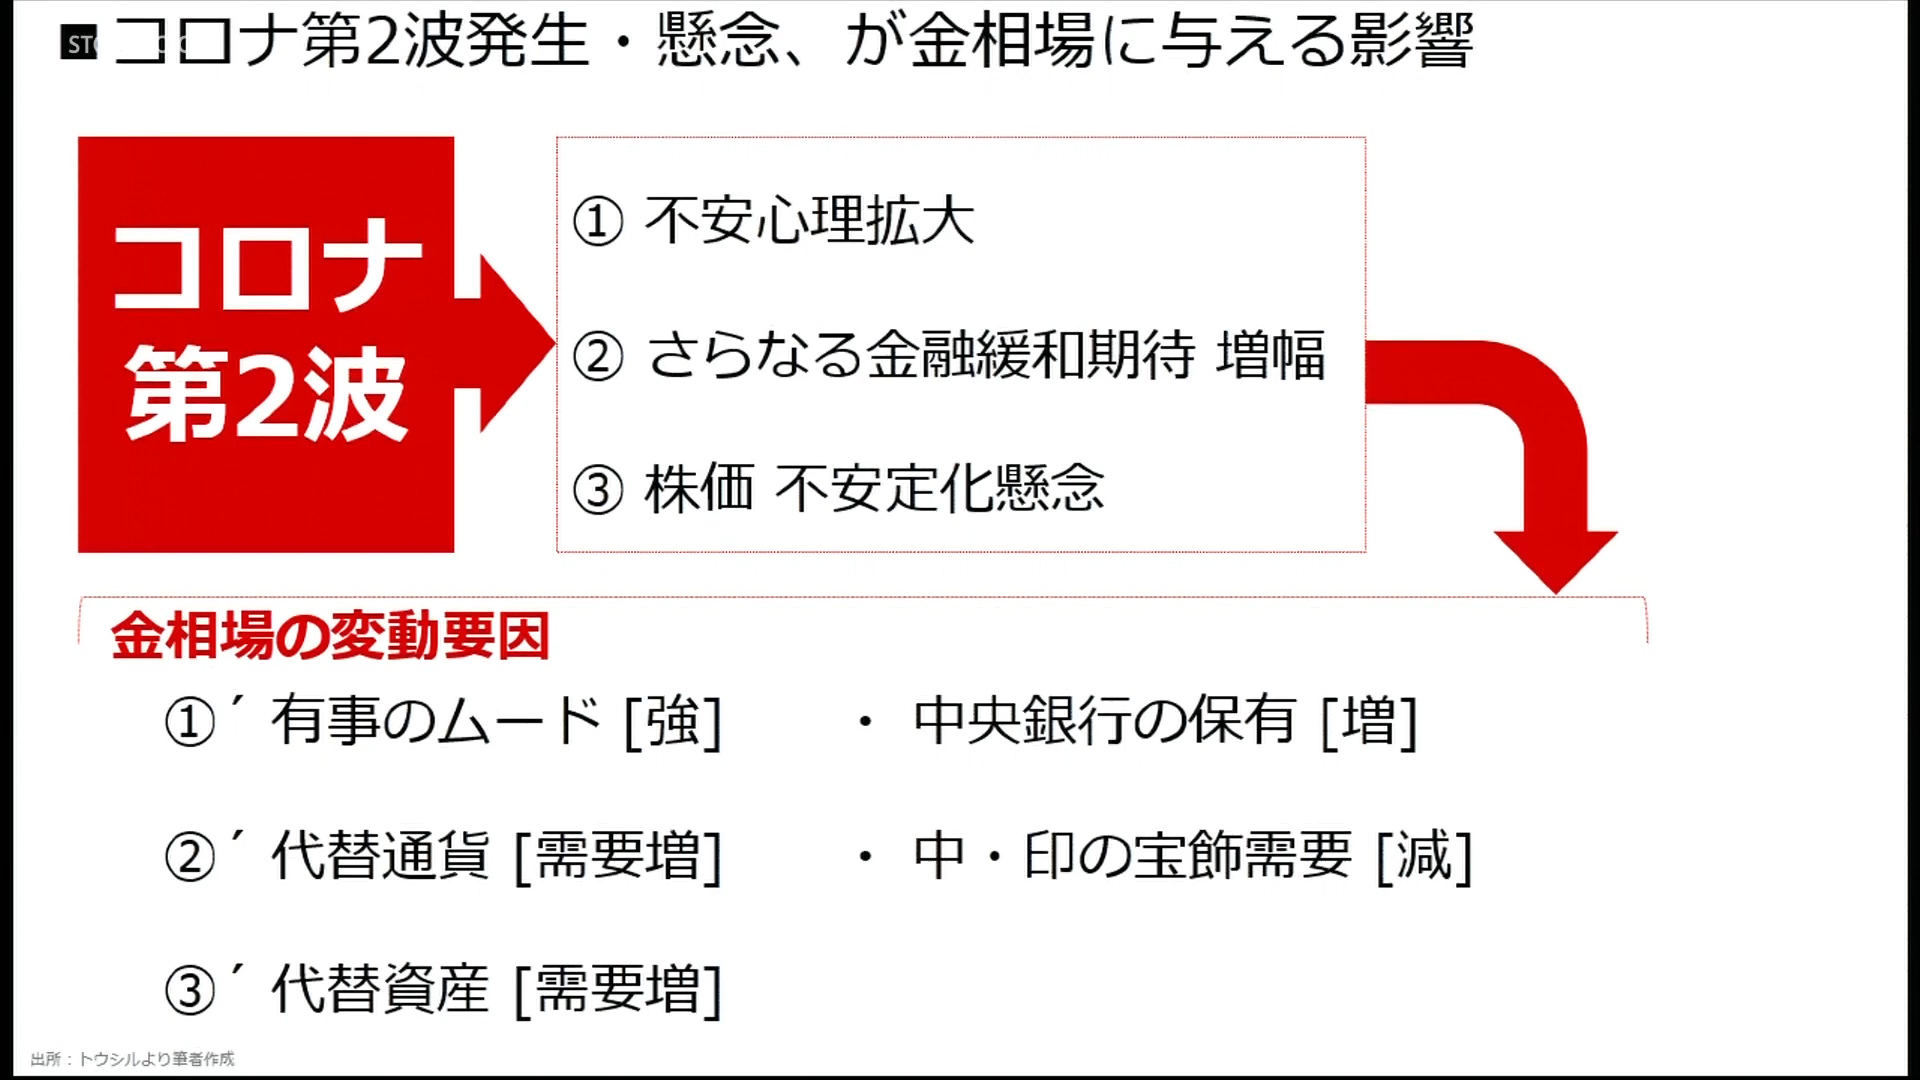 ■コロナ第2波発生・懸念、が金相場に与える影響
コロナ
第2波
① 不安心理拡大
② さらなる金融緩和期待 増幅
③ 株価 不安定化懸念
金相場の変動要因
①´ 有事のムード [強]
・ 中央銀行の保有 [増]
②´ 代替通貨 [需要増]
・ 中・印の宝飾需要 [減]
③´ 代替資産 [需要増]
出所：トウシルより筆者作成